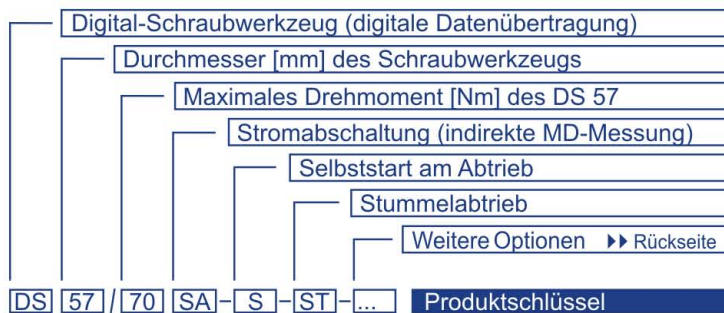 Digital-Schraubwerkzeug (digitale Datenübertragung)
Durchmesser [mm] des Schraubwerkzeugs
Maximales Drehmoment [Nm] des DS 57
Stromabschaltung (indirekte MD-Messung)
Selbststart am Abtrieb
Stummelabtrieb
Weitere Optionen ▸▸ Rückseite
DS 57 / 70 SA - S - ST - ... Produktschlüssel